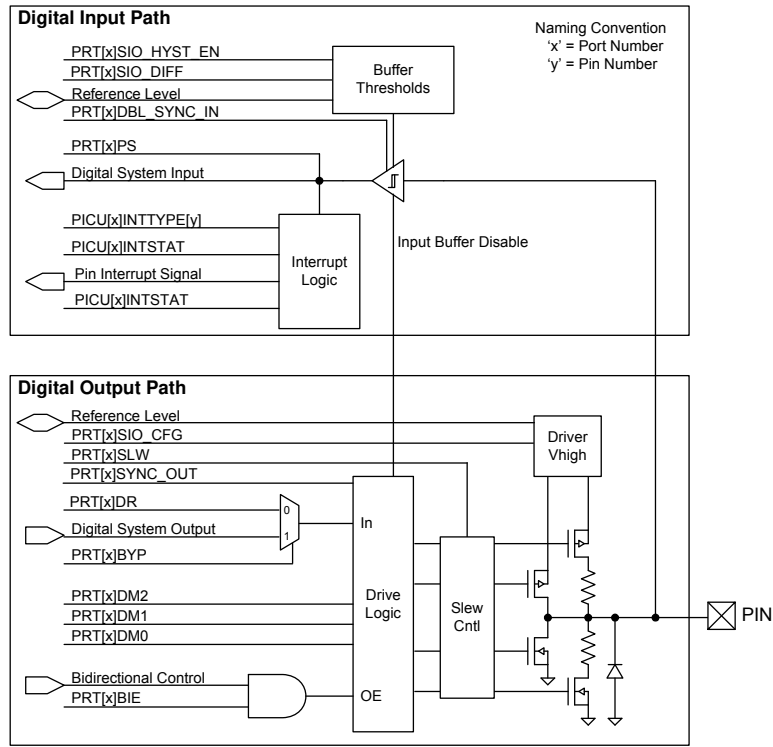 Digital Input Path
Naming Convention
'x' = Port Number
'y' = Pin Number
PRT[x]SIO_HYST_EN
PRT[x]SIO_DIFF
Reference Level
PRT[x]DBL_SYNC_IN
Buffer
Thresholds
PRT[x]PS
Digital System Input
PICU[x]INTTYPE[y]
PICU[x]INTSTAT
Pin Interrupt Signal
PICU[x]INTSTAT
Interrupt
Logic
Input Buffer Disable
Digital Output Path
Reference Level
PRT[x]SIO_CFG
PRT[x]SLW
PRT[x]SYNC_OUT
Driver
Vhigh
PRT[x]DR
Digital System Output
PRT[x]BYP
0
1
In
PRT[x]DM2
PRT[x]DM1
PRT[x]DM0
Drive
Logic
Slew
Cntl
PIN
Bidirectional Control
PRT[x]BIE
OE